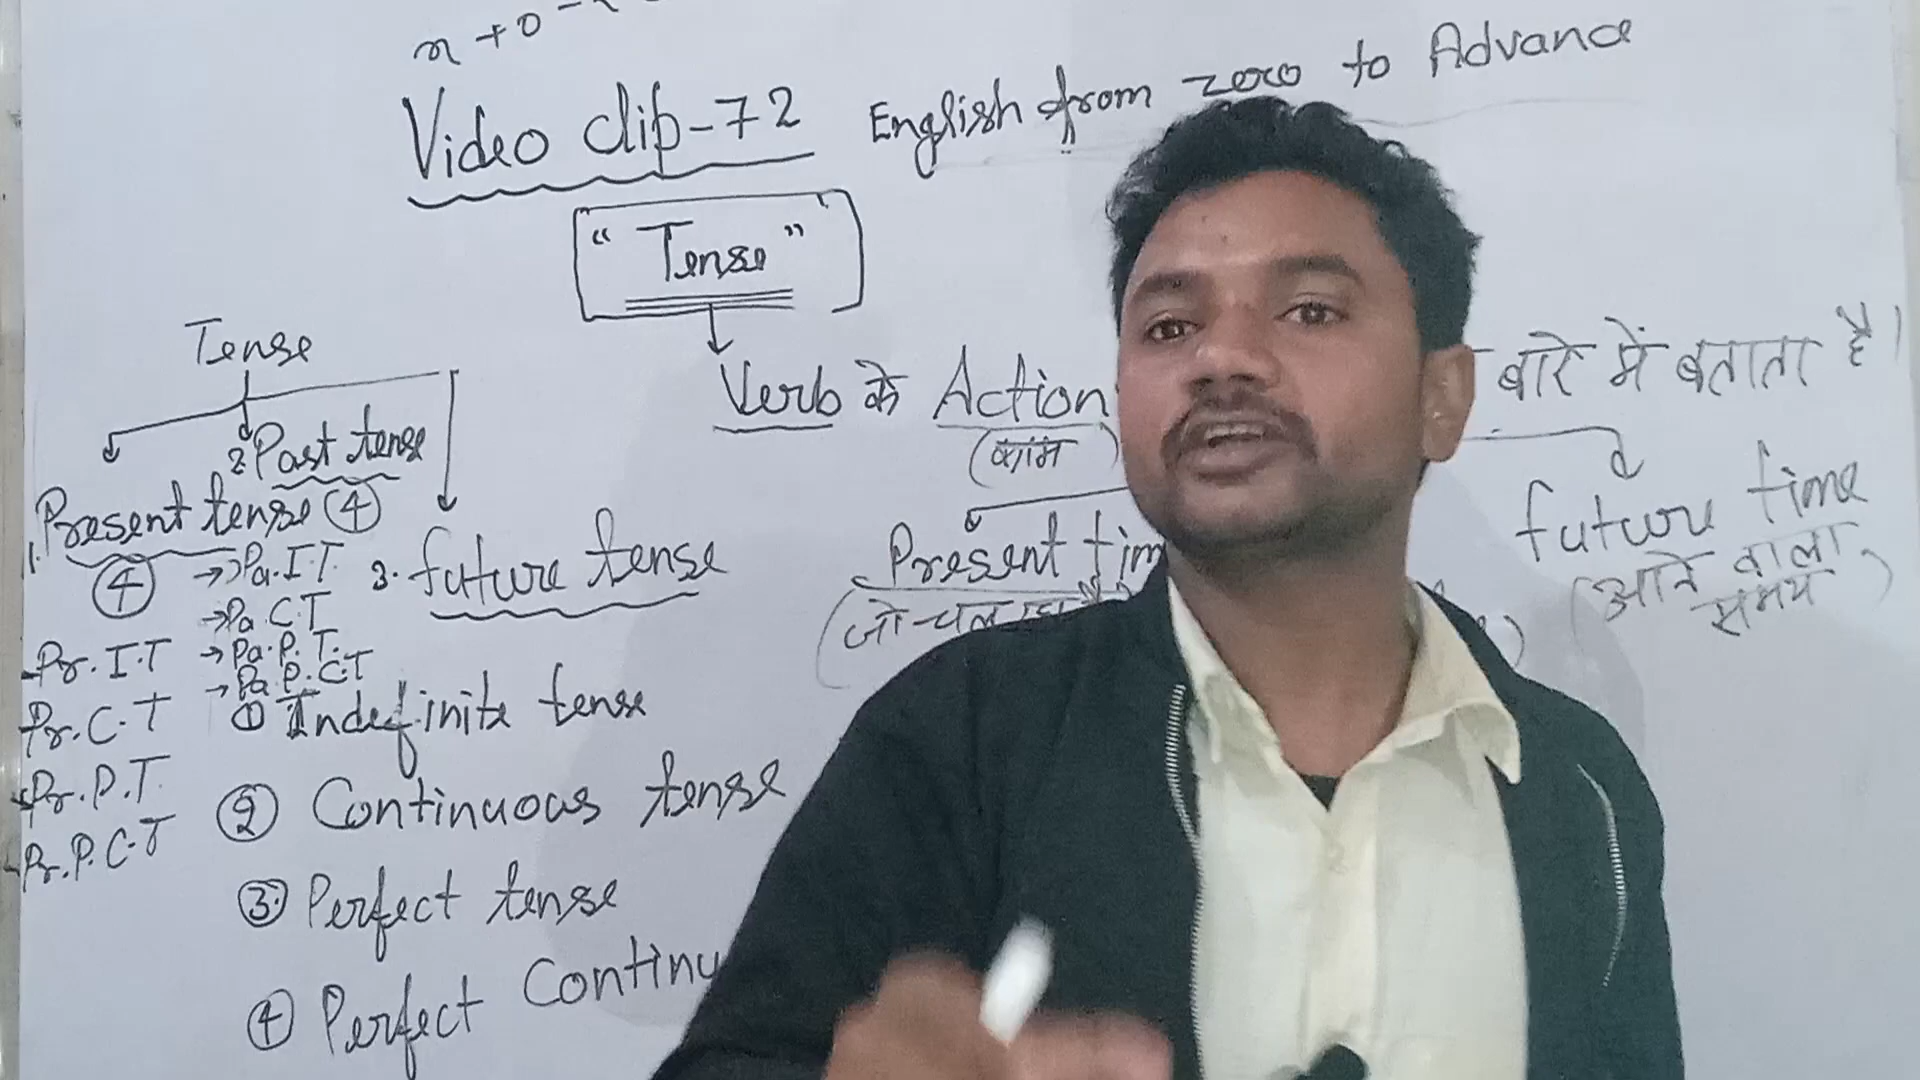 Video clip-72
English from zero to Advance
"Tense"
Tense
Verb के Action
(काम)
बारे में बताता है।
1. Present tense
④
2. Past tense
④
3. future tense
Present tim
future time
(आने वाला
समय)
→Pa.I.T.
→Pa.C.T
→Pa.P.T.
→Pa.P.C.T
-Pr.I.T
Pr.C.T
Pr.P.T.
-Pr.P.C.T
① Indefinite tense
② Continuous tense
③ Perfect tense
④ Perfect Continu